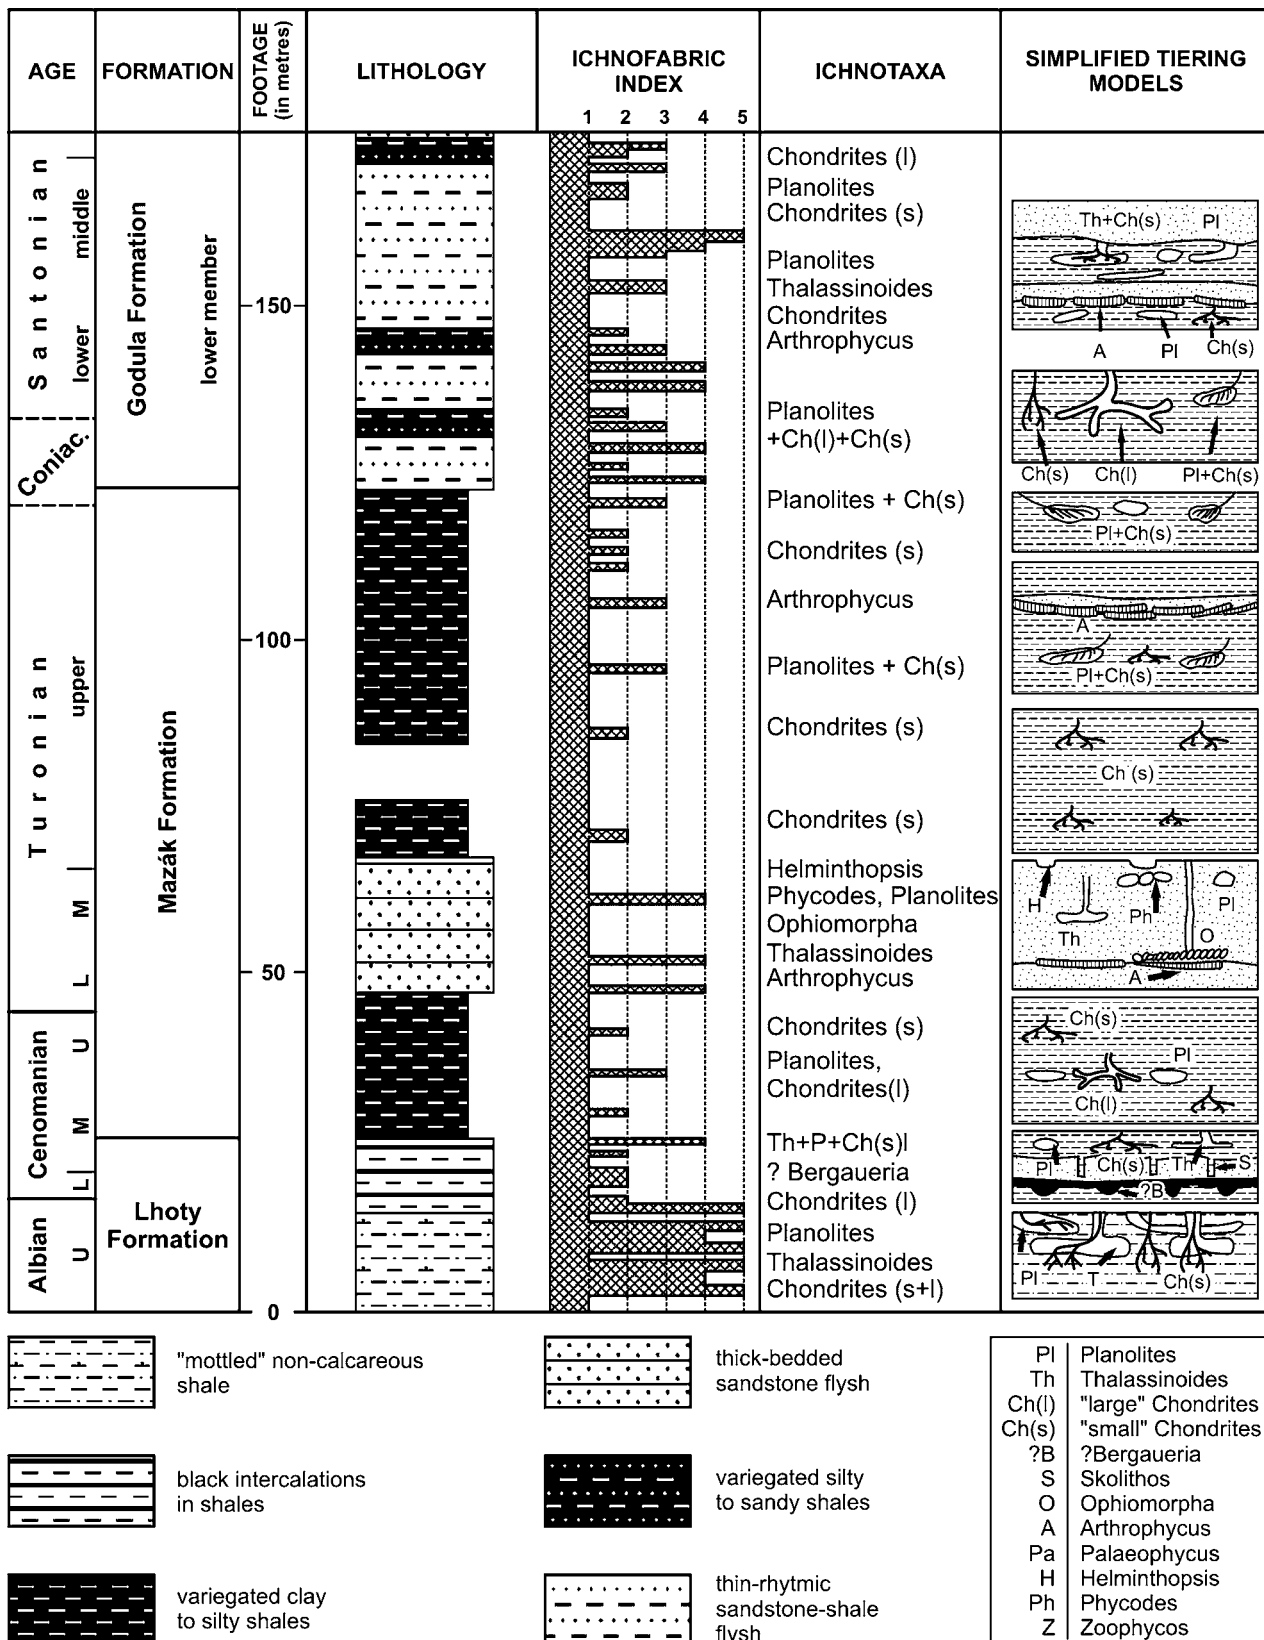 AGE
FORMATION
FOOTAGE
(in metres)
LITHOLOGY
ICHNOFABRIC
INDEX
1 2 3 4 5
ICHNOTAXA
SIMPLIFIED TIERING
MODELS
Santonian
middle
lower
Coniac.
Turonian
upper
M
L
Cenomanian
U
M
L
Albian
U
Godula Formation
lower member
Mazák Formation
Lhoty
Formation
150
100
50
0
Chondrites (l)
Planolites
Chondrites (s)
Planolites
Thalassinoides
Chondrites
Arthrophycus
Planolites
+Ch(l)+Ch(s)
Planolites + Ch(s)
Chondrites (s)
Arthrophycus
Planolites + Ch(s)
Chondrites (s)
Chondrites (s)
Helminthopsis
Phycodes, Planolites
Ophiomorpha
Thalassinoides
Arthrophycus
Chondrites (s)
Planolites,
Chondrites(l)
Th+P+Ch(s)l
? Bergaueria
Chondrites (l)
Planolites
Thalassinoides
Chondrites (s+l)
Th+Ch(s) Pl
A Pl Ch(s)
Ch(s) Ch(l) Pl+Ch(s)
Pl+Ch(s)
A
Pl+Ch(s)
Ch (s)
H Ph Pl
Th O
A
Ch(s)
Pl
Ch(l)
Pl Ch(s) Th S
?B
Pl T Ch(s)
"mottled" non-calcareous
shale
black intercalations
in shales
variegated clay
to silty shales
thick-bedded
sandstone flysh
variegated silty
to sandy shales
thin-rhytmic
sandstone-shale
flysh
Pl Planolites
Th Thalassinoides
Ch(l) "large" Chondrites
Ch(s) "small" Chondrites
?B ?Bergaueria
S Skolithos
O Ophiomorpha
A Arthrophycus
Pa Palaeophycus
H Helminthopsis
Ph Phycodes
Z Zoophycos